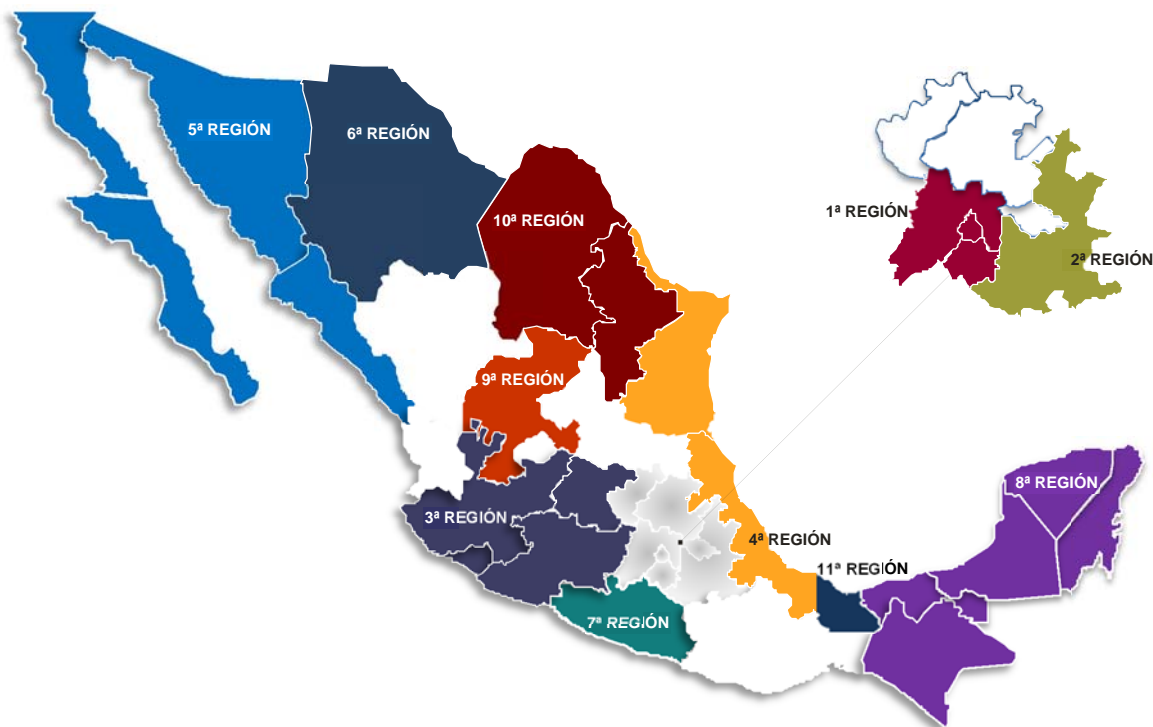 5ª REGIÓN
6ª REGIÓN
10ª REGIÓN
1ª REGIÓN
2ª REGIÓN
9ª REGIÓN
8ª REGIÓN
3ª REGIÓN
4ª REGIÓN
11ª REGIÓN
7ª REGIÓN